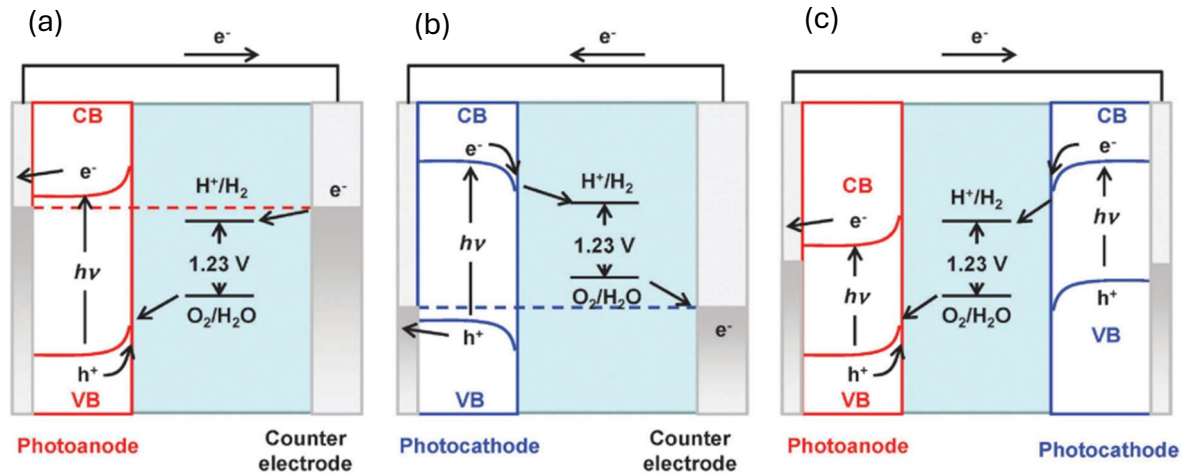 (a)
e⁻
CB
e⁻
H⁺/H₂
e⁻
hν
1.23 V
O₂/H₂O
h⁺
VB
Photoanode
Counter
electrode
(b)
e⁻
CB
e⁻
H⁺/H₂
hν
1.23 V
O₂/H₂O
h⁺
e⁻
VB
Photocathode
Counter
electrode
(c)
e⁻
CB
e⁻
CB
e⁻
H⁺/H₂
hν
1.23 V
hν
O₂/H₂O
h⁺
VB
h⁺
VB
Photoanode
Photocathode